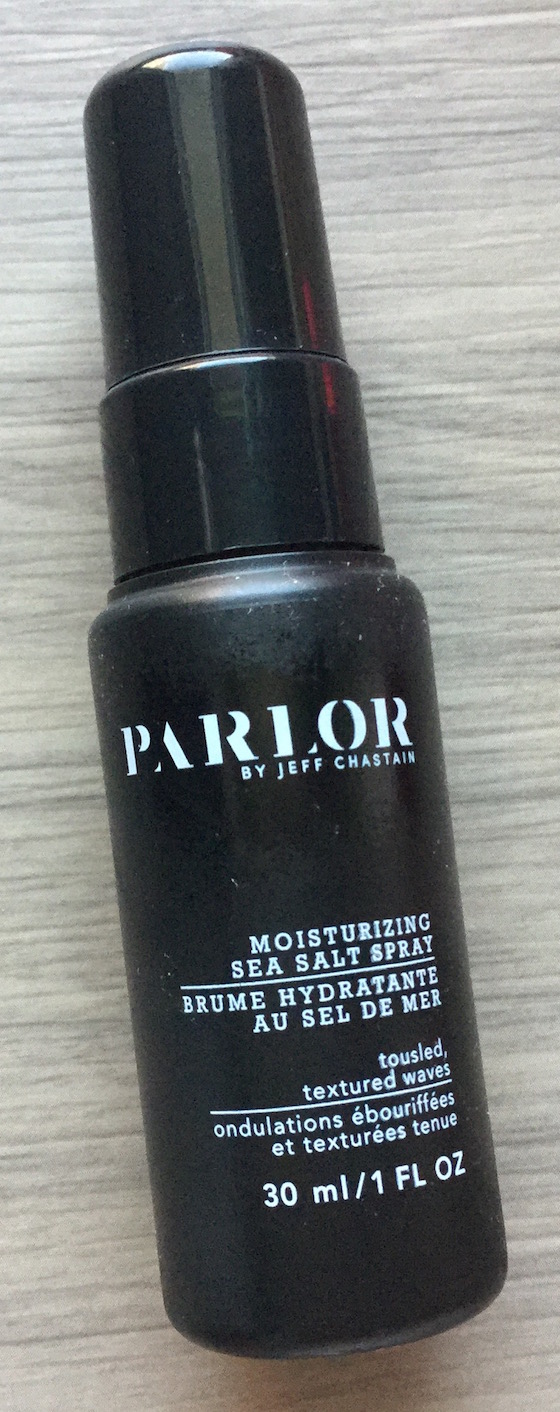 PARLOR
BY JEFF CHASTAIN
MOISTURIZING
SEA SALT SPRAY
BRUME HYDRATANTE
AU SEL DE MER
tousled,
textured waves
ondulations ébouriffées
et texturées tenue
30 ml/1 FL OZ